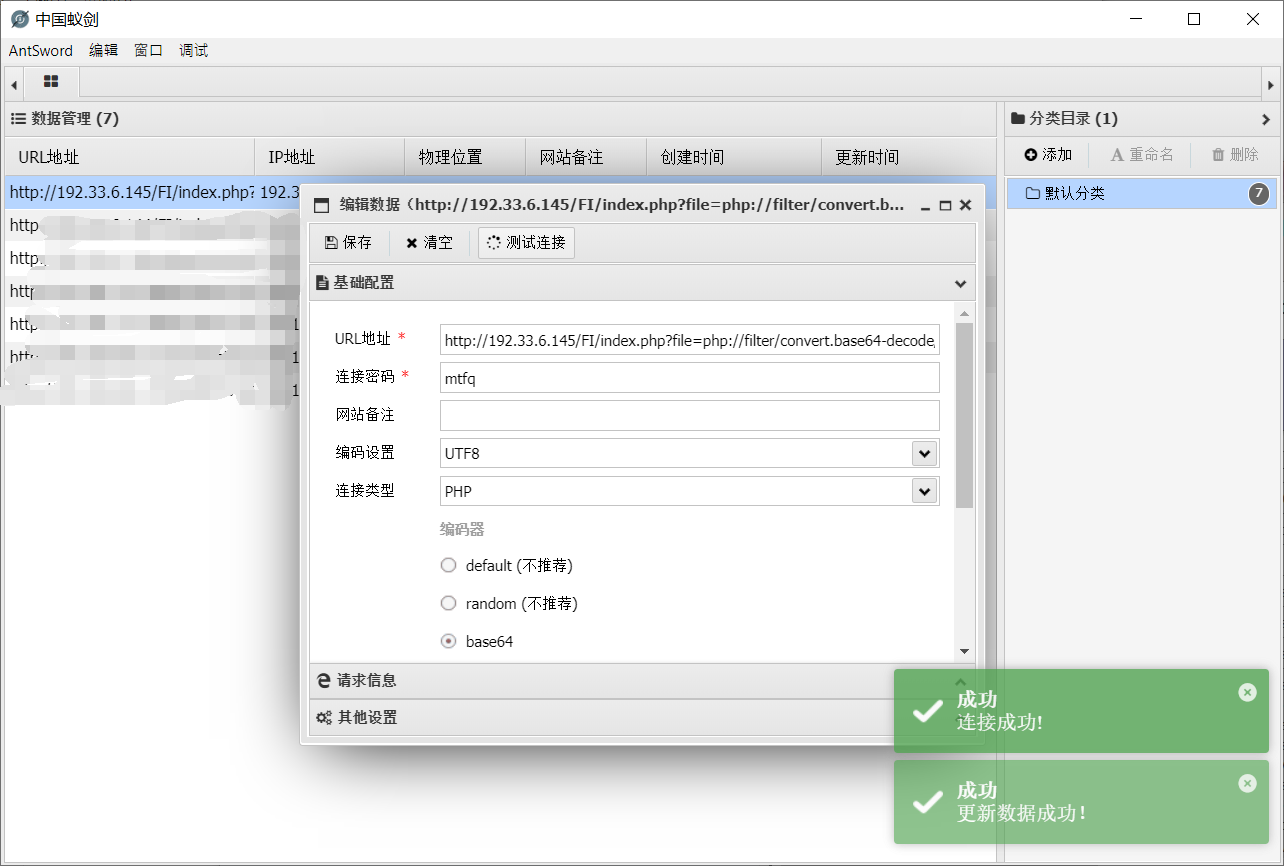 中国蚁剑
AntSword 编辑 窗口 调试
数据管理 (7)
URL地址 IP地址 物理位置 网站备注 创建时间 更新时间
http://192.33.6.145/FI/index.php? 192.3
http:
http:
http
http 1
http 1
1
分类目录 (1)
添加 重命名 删除
默认分类 7
编辑数据 (http://192.33.6.145/FI/index.php?file=php://filter/convert.b...
保存 清空 测试连接
基础配置
URL地址 * http://192.33.6.145/FI/index.php?file=php://filter/convert.base64-decode
连接密码 * mtfq
网站备注
编码设置 UTF8
连接类型 PHP
编码器
default (不推荐)
random (不推荐)
base64
请求信息
其他设置
成功
连接成功!
成功
更新数据成功!